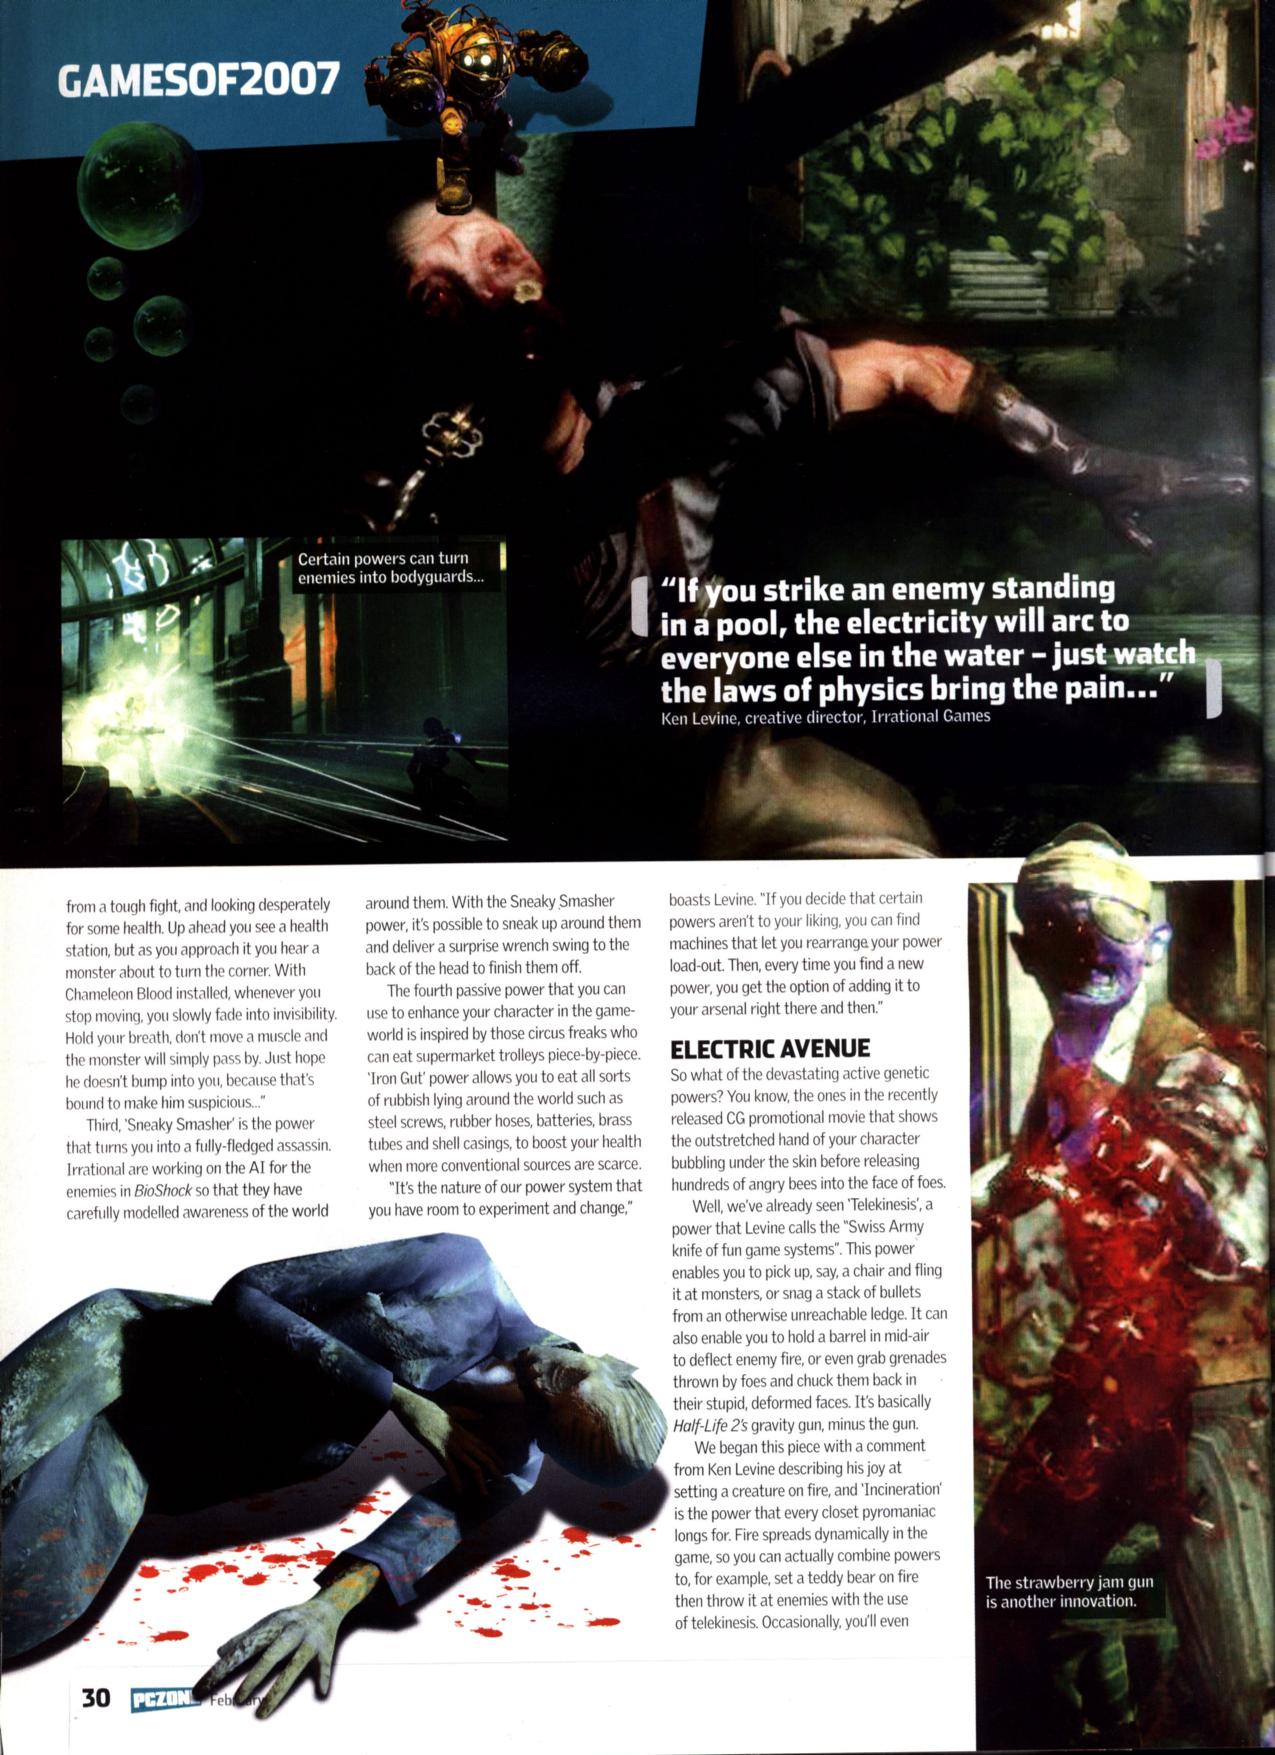 GAMESOF2007
Certain powers can turn
enemies into bodyguards...
“If you strike an enemy standing
in a pool, the electricity will arc to
everyone else in the water – just watch
the laws of physics bring the pain...”
Ken Levine, creative director, Irrational Games
from a tough fight, and looking desperately
for some health. Up ahead you see a health
station, but as you approach it you hear a
monster about to turn the corner. With
Chameleon Blood installed, whenever you
stop moving, you slowly fade into invisibility.
Hold your breath, don't move a muscle and
the monster will simply pass by. Just hope
he doesn't bump into you, because that's
bound to make him suspicious...”
Third, ‘Sneaky Smasher’ is the power
that turns you into a fully-fledged assassin.
Irrational are working on the AI for the
enemies in BioShock so that they have
carefully modelled awareness of the world
around them. With the Sneaky Smasher
power, it's possible to sneak up around them
and deliver a surprise wrench swing to the
back of the head to finish them off.
The fourth passive power that you can
use to enhance your character in the game-
world is inspired by those circus freaks who
can eat supermarket trolleys piece-by-piece.
‘Iron Gut’ power allows you to eat all sorts
of rubbish lying around the world such as
steel screws, rubber hoses, batteries, brass
tubes and shell casings, to boost your health
when more conventional sources are scarce.
“It's the nature of our power system that
you have room to experiment and change,”
boasts Levine. “If you decide that certain
powers aren't to your liking, you can find
machines that let you rearrange your power
load-out. Then, every time you find a new
power, you get the option of adding it to
your arsenal right there and then.”
ELECTRIC AVENUE
So what of the devastating active genetic
powers? You know, the ones in the recently
released CG promotional movie that shows
the outstretched hand of your character
bubbling under the skin before releasing
hundreds of angry bees into the face of foes.
Well, we've already seen ‘Telekinesis’, a
power that Levine calls the “Swiss Army
knife of fun game systems”. This power
enables you to pick up, say, a chair and fling
it at monsters, or snag a stack of bullets
from an otherwise unreachable ledge. It can
also enable you to hold a barrel in mid-air
to deflect enemy fire, or even grab grenades
thrown by foes and chuck them back in
their stupid, deformed faces. It's basically
Half-Life 2's gravity gun, minus the gun.
We began this piece with a comment
from Ken Levine describing his joy at
setting a creature on fire, and ‘Incineration’
is the power that every closet pyromaniac
longs for. Fire spreads dynamically in the
game, so you can actually combine powers
to, for example, set a teddy bear on fire
then throw it at enemies with the use
of telekinesis. Occasionally, you'll even
The strawberry jam gun
is another innovation.
30 PCZONE February